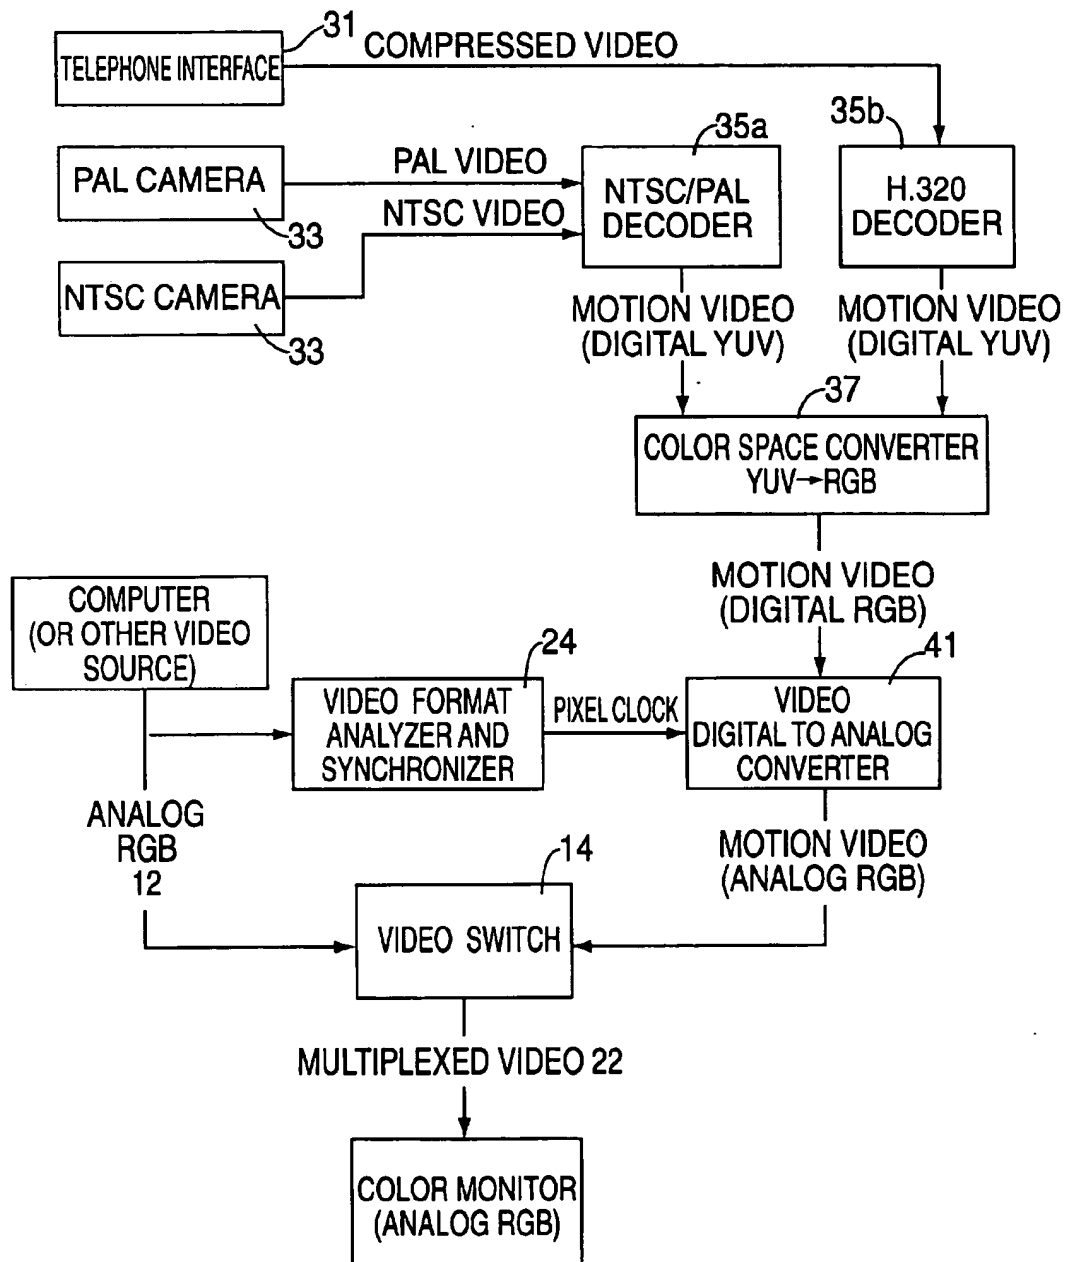 31
TELEPHONE INTERFACE
COMPRESSED VIDEO
35a
35b
PAL CAMERA
33
PAL VIDEO
NTSC VIDEO
NTSC/PAL
DECODER
H.320
DECODER
NTSC CAMERA
33
MOTION VIDEO
(DIGITAL YUV)
MOTION VIDEO
(DIGITAL YUV)
37
COLOR SPACE CONVERTER
YUV→RGB
MOTION VIDEO
(DIGITAL RGB)
COMPUTER
(OR OTHER VIDEO
SOURCE)
24
VIDEO FORMAT
ANALYZER AND
SYNCHRONIZER
PIXEL CLOCK
41
VIDEO
DIGITAL TO ANALOG
CONVERTER
ANALOG
RGB
12
MOTION VIDEO
(ANALOG RGB)
14
VIDEO SWITCH
MULTIPLEXED VIDEO 22
COLOR MONITOR
(ANALOG RGB)